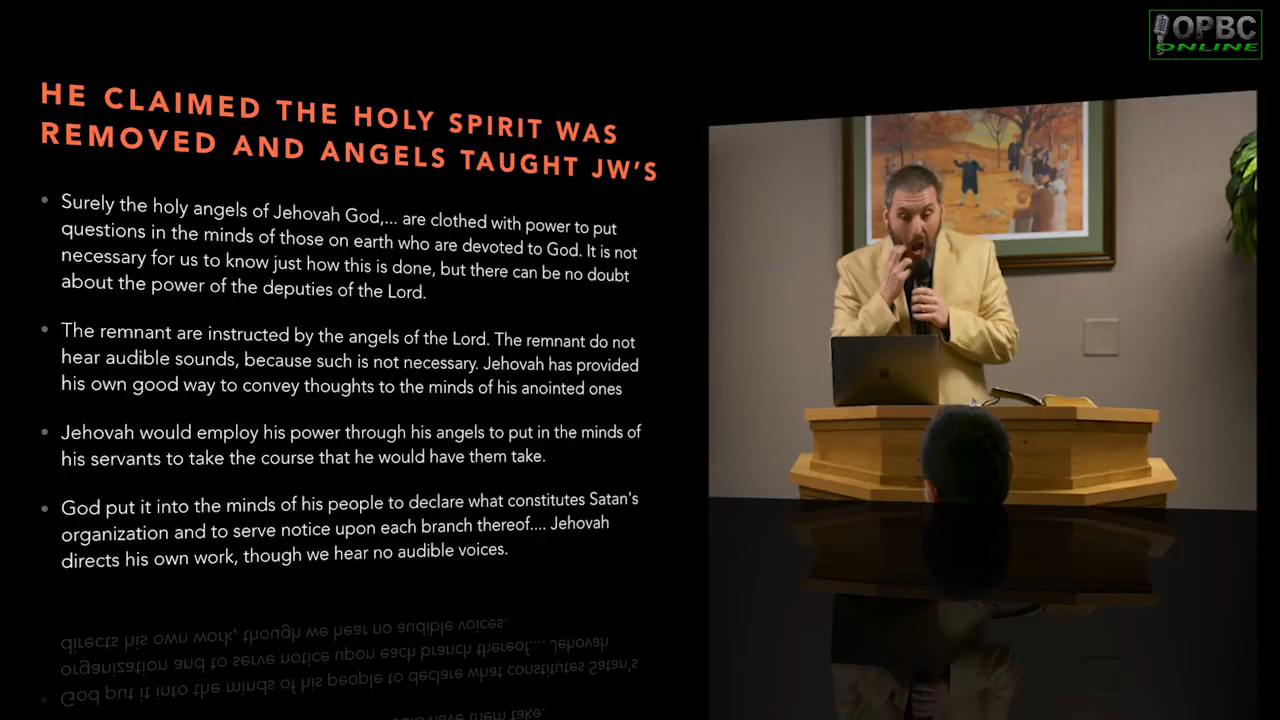 OPBC
ONLINE
HE CLAIMED THE HOLY SPIRIT WAS
REMOVED AND ANGELS TAUGHT JW'S
• Surely the holy angels of Jehovah God,... are clothed with power to put
questions in the minds of those on earth who are devoted to God. It is not
necessary for us to know just how this is done, but there can be no doubt
about the power of the deputies of the Lord.
• The remnant are instructed by the angels of the Lord. The remnant do not
hear audible sounds, because such is not necessary. Jehovah has provided
his own good way to convey thoughts to the minds of his anointed ones
• Jehovah would employ his power through his angels to put in the minds of
his servants to take the course that he would have them take.
• God put it into the minds of his people to declare what constitutes Satan's
organization and to serve notice upon each branch thereof.... Jehovah
directs his own work, though we hear no audible voices.